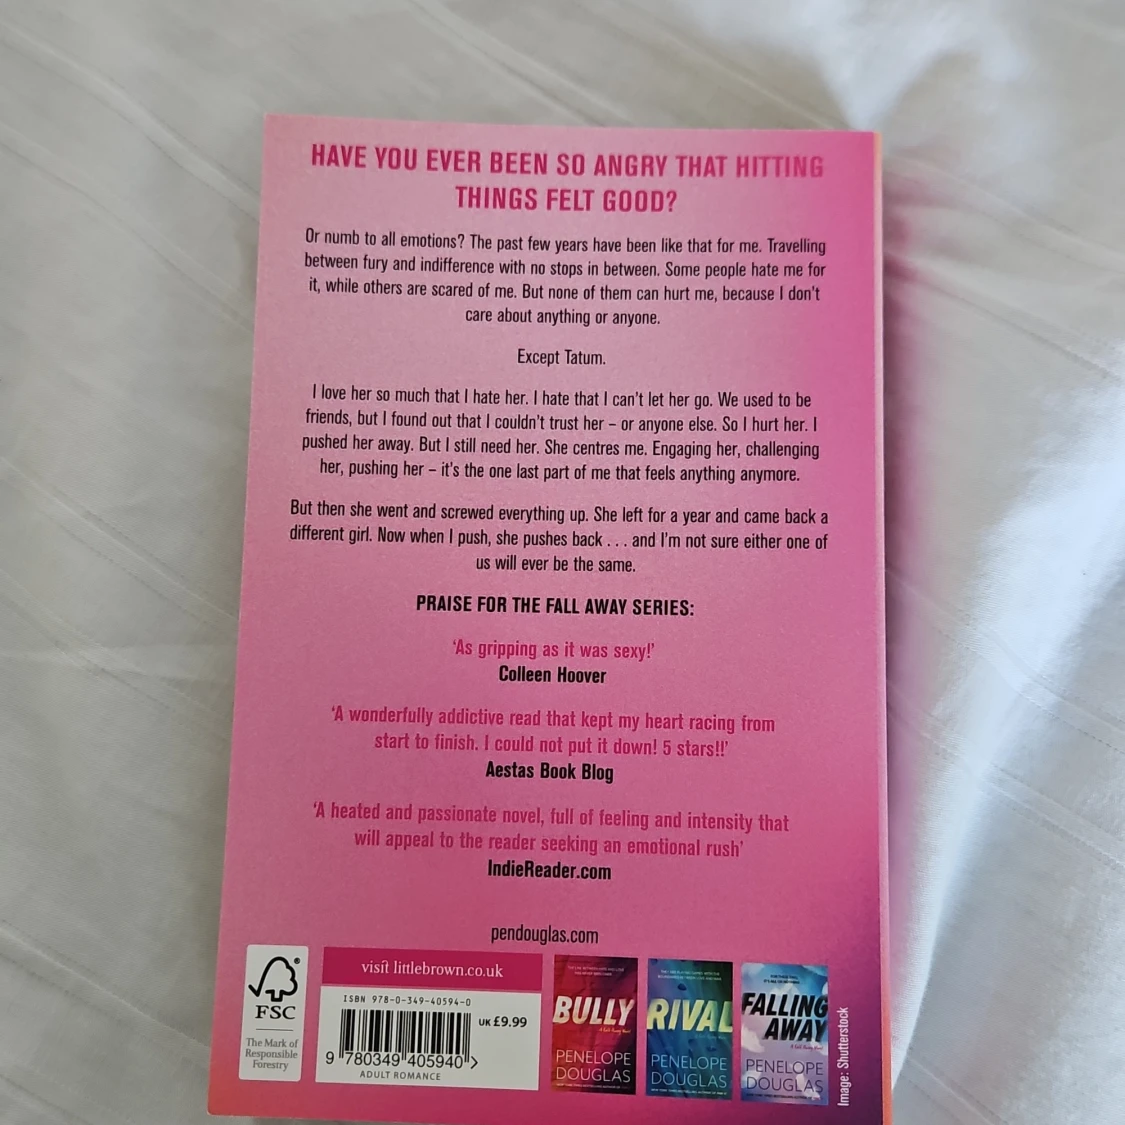 HAVE YOU EVER BEEN SO ANGRY THAT HITTING
THINGS FELT GOOD?
Or numb to all emotions? The past few years have been like that for me. Travelling
between fury and indifference with no stops in between. Some people hate me for
it, while others are scared of me. But none of them can hurt me, because I don't
care about anything or anyone.
Except Tatum.
I love her so much that I hate her. I hate that I can't let her go. We used to be
friends, but I found out that I couldn't trust her – or anyone else. So I hurt her. I
pushed her away. But I still need her. She centres me. Engaging her, challenging
her, pushing her – it's the one last part of me that feels anything anymore.
But then she went and screwed everything up. She left for a year and came back a
different girl. Now when I push, she pushes back . . . and I'm not sure either one of
us will ever be the same.
PRAISE FOR THE FALL AWAY SERIES:
'As gripping as it was sexy!'
Colleen Hoover
'A wonderfully addictive read that kept my heart racing from
start to finish. I could not put it down! 5 stars!!'
Aestas Book Blog
'A heated and passionate novel, full of feeling and intensity that
will appeal to the reader seeking an emotional rush'
IndieReader.com
pendouglas.com
FSC
The Mark of
Responsible
Forestry
visit littlebrown.co.uk
ISBN 978-0-349-40594-0
UK £9.99
9 780349 405940 >
ADULT ROMANCE
BULLY
PENELOPE
DOUGLAS
RIVAL
PENELOPE
DOUGLAS
FALLING
AWAY
PENELOPE
DOUGLAS
Image: Shutterstock